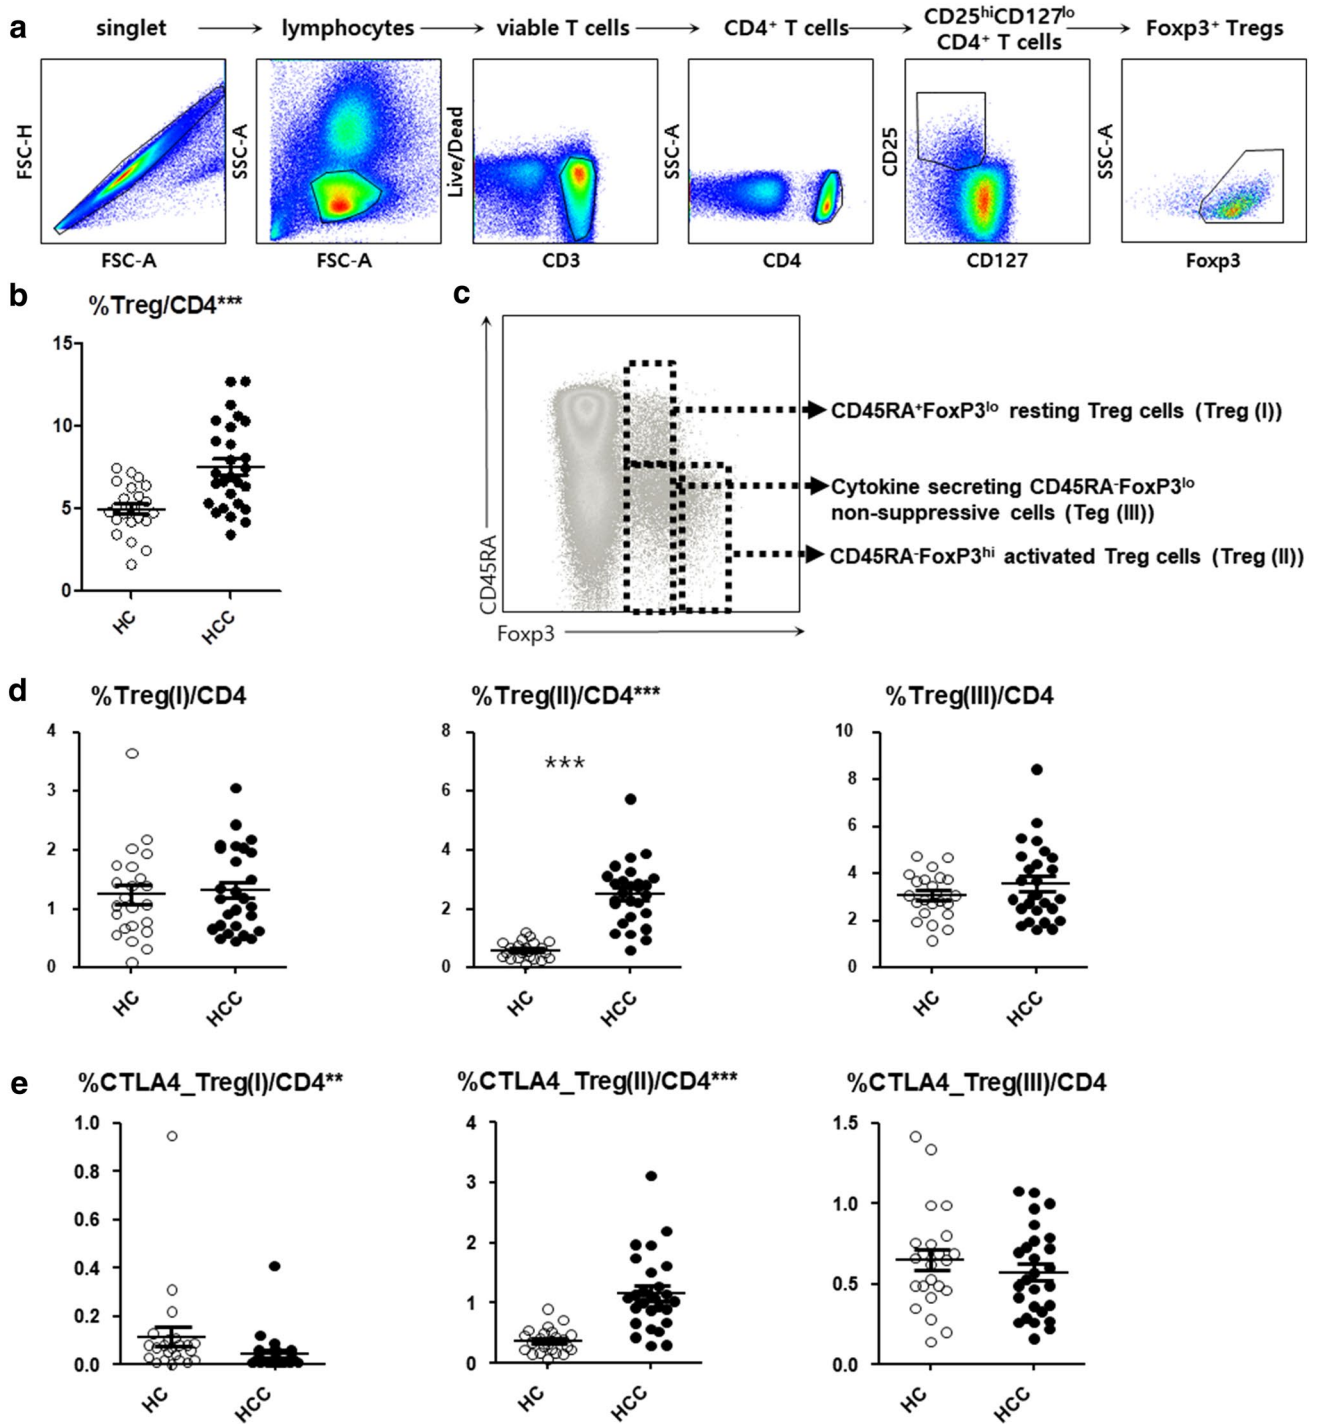 a
singlet
lymphocytes
viable T cells
CD4+ T cells
CD25hiCD127lo
CD4+ T cells
Foxp3+ Tregs
FSC-H
FSC-A
SSC-A
FSC-A
Live/Dead
CD3
SSC-A
CD4
CD25
CD127
SSC-A
Foxp3
b
%Treg/CD4***
15
10
5
0
HC
HCC
c
CD45RA
Foxp3
CD45RA+FoxP3lo resting Treg cells (Treg (I))
Cytokine secreting CD45RA-FoxP3lo
non-suppressive cells (Teg (III))
CD45RA-FoxP3hi activated Treg cells (Treg (II))
d
%Treg(I)/CD4
4
3
2
1
0
HC
HCC
%Treg(II)/CD4***
***
8
6
4
2
0
HC
HCC
%Treg(III)/CD4
10
8
6
4
2
0
HC
HCC
e
%CTLA4_Treg(I)/CD4**
1.0
0.8
0.6
0.4
0.2
0.0
HC
HCC
%CTLA4_Treg(II)/CD4***
4
3
2
1
0
HC
HCC
%CTLA4_Treg(III)/CD4
1.5
1.0
0.5
0.0
HC
HCC